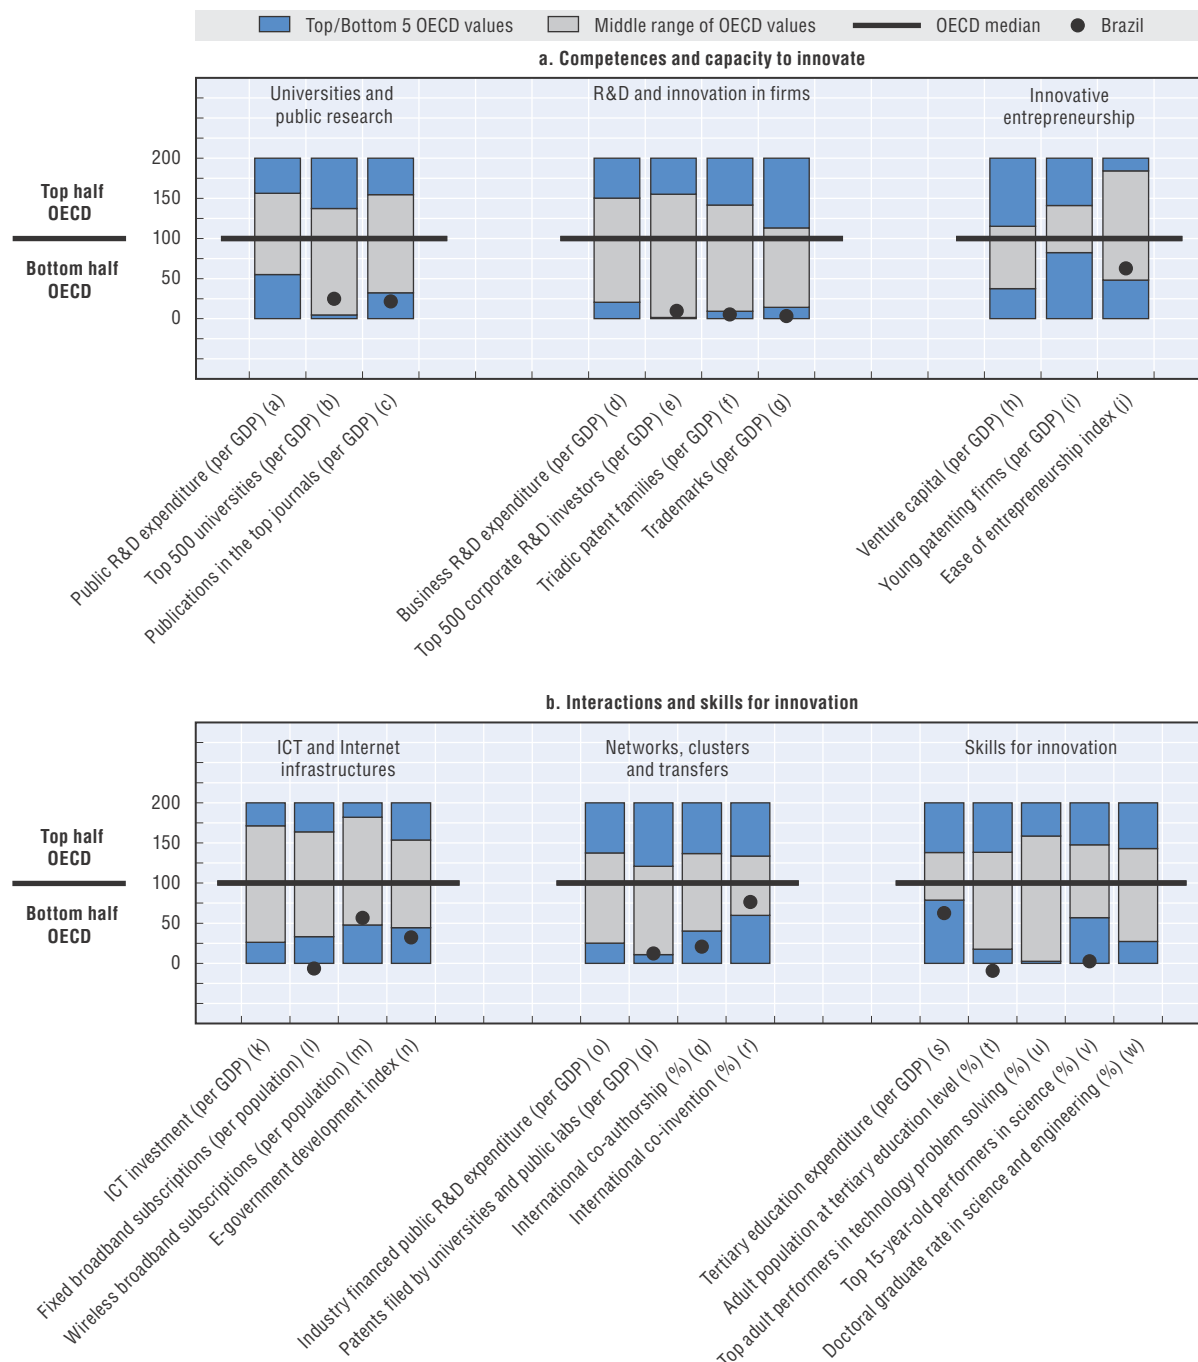 Top/Bottom 5 OECD values Middle range of OECD values OECD median Brazil
a. Competences and capacity to innovate
Universities and
public research
R&D and innovation in firms
Innovative
entrepreneurship
200
150
100
50
0
Top half
OECD
Bottom half
OECD
Public R&D expenditure (per GDP) (a)
Top 500 universities (per GDP) (b)
Publications in the top journals (per GDP) (c)
Business R&D expenditure (per GDP) (d)
Top 500 corporate R&D investors (per GDP) (e)
Triadic patent families (per GDP) (f)
Trademarks (per GDP) (g)
Venture capital (per GDP) (h)
Young patenting firms (per GDP) (i)
Ease of entrepreneurship index (j)
b. Interactions and skills for innovation
ICT and Internet
infrastructures
Networks, clusters
and transfers
Skills for innovation
200
150
100
50
0
Top half
OECD
Bottom half
OECD
ICT investment (per GDP) (k)
Fixed broadband subscriptions (per population) (l)
Wireless broadband subscriptions (per population) (m)
E-government development index (n)
Industry financed public R&D expenditure (per GDP) (o)
Patents filed by universities and public labs (per GDP) (p)
International co-authorship (%) (q)
International co-invention (%) (r)
Tertiary education expenditure (per GDP) (s)
Adult population at tertiary education level (%) (t)
Top adult performers in technology problem solving (%) (u)
Top 15-year-old performers in science (%) (v)
Doctoral graduate rate in science and engineering (%) (w)